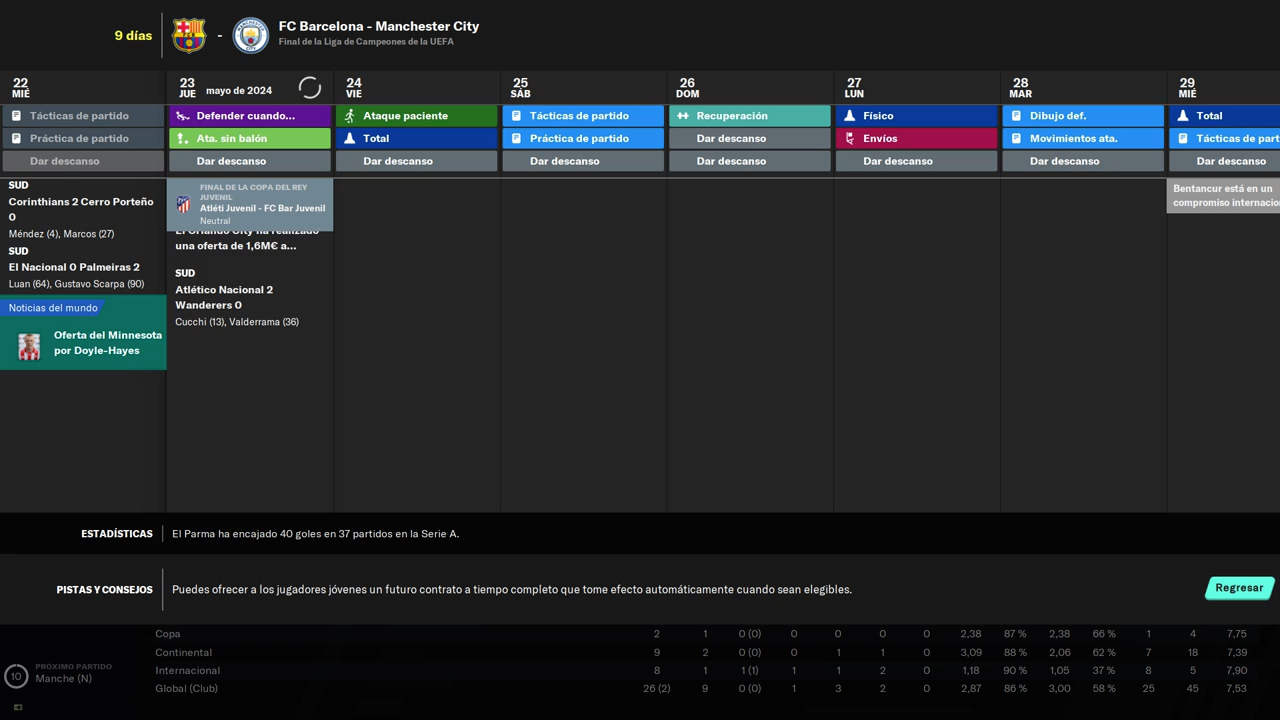 9 días
FC Barcelona - Manchester City
Final de la Liga de Campeones de la UEFA
22
MIÉ
23
JUE mayo de 2024
24
VIE
25
SÁB
26
DOM
27
LUN
28
MAR
29
MIÉ
Tácticas de partido
Práctica de partido
Dar descanso
Defender cuando...
Ata. sin balón
Dar descanso
Ataque paciente
Total
Dar descanso
Tácticas de partido
Práctica de partido
Dar descanso
Recuperación
Dar descanso
Dar descanso
Físico
Envíos
Dar descanso
Dibujo def.
Movimientos ata.
Dar descanso
Total
Tácticas de part
Dar descanso
SUD
Corinthians 2 Cerro Porteño
0
Méndez (4), Marcos (27)
SUD
El Nacional 0 Palmeiras 2
Luan (64), Gustavo Scarpa (90)
Noticias del mundo
Oferta del Minnesota
por Doyle-Hayes
FINAL DE LA COPA DEL REY
JUVENIL
Atléti Juvenil - FC Bar Juvenil
Neutral
El Orlando City ha realizado
una oferta de 1,6M€ a...
SUD
Atlético Nacional 2
Wanderers 0
Cucchi (13), Valderrama (36)
Bentancur está en un
compromiso internacio
ESTADÍSTICAS
El Parma ha encajado 40 goles en 37 partidos en la Serie A.
PISTAS Y CONSEJOS
Puedes ofrecer a los jugadores jóvenes un futuro contrato a tiempo completo que tome efecto automáticamente cuando sean elegibles.
Regresar
Copa 2 1 0 (0) 0 0 0 0 2,38 87 % 2,38 66 % 1 4 7,75
Continental 9 2 0 (0) 0 1 1 0 3,09 88 % 2,06 62 % 7 18 7,39
Internacional 8 1 1 (1) 1 1 2 0 1,18 90 % 1,05 37 % 8 5 7,90
Global (Club) 26 (2) 9 0 (0) 1 3 2 0 2,87 86 % 3,00 58 % 25 45 7,53
10
PRÓXIMO PARTIDO
Manche (N)